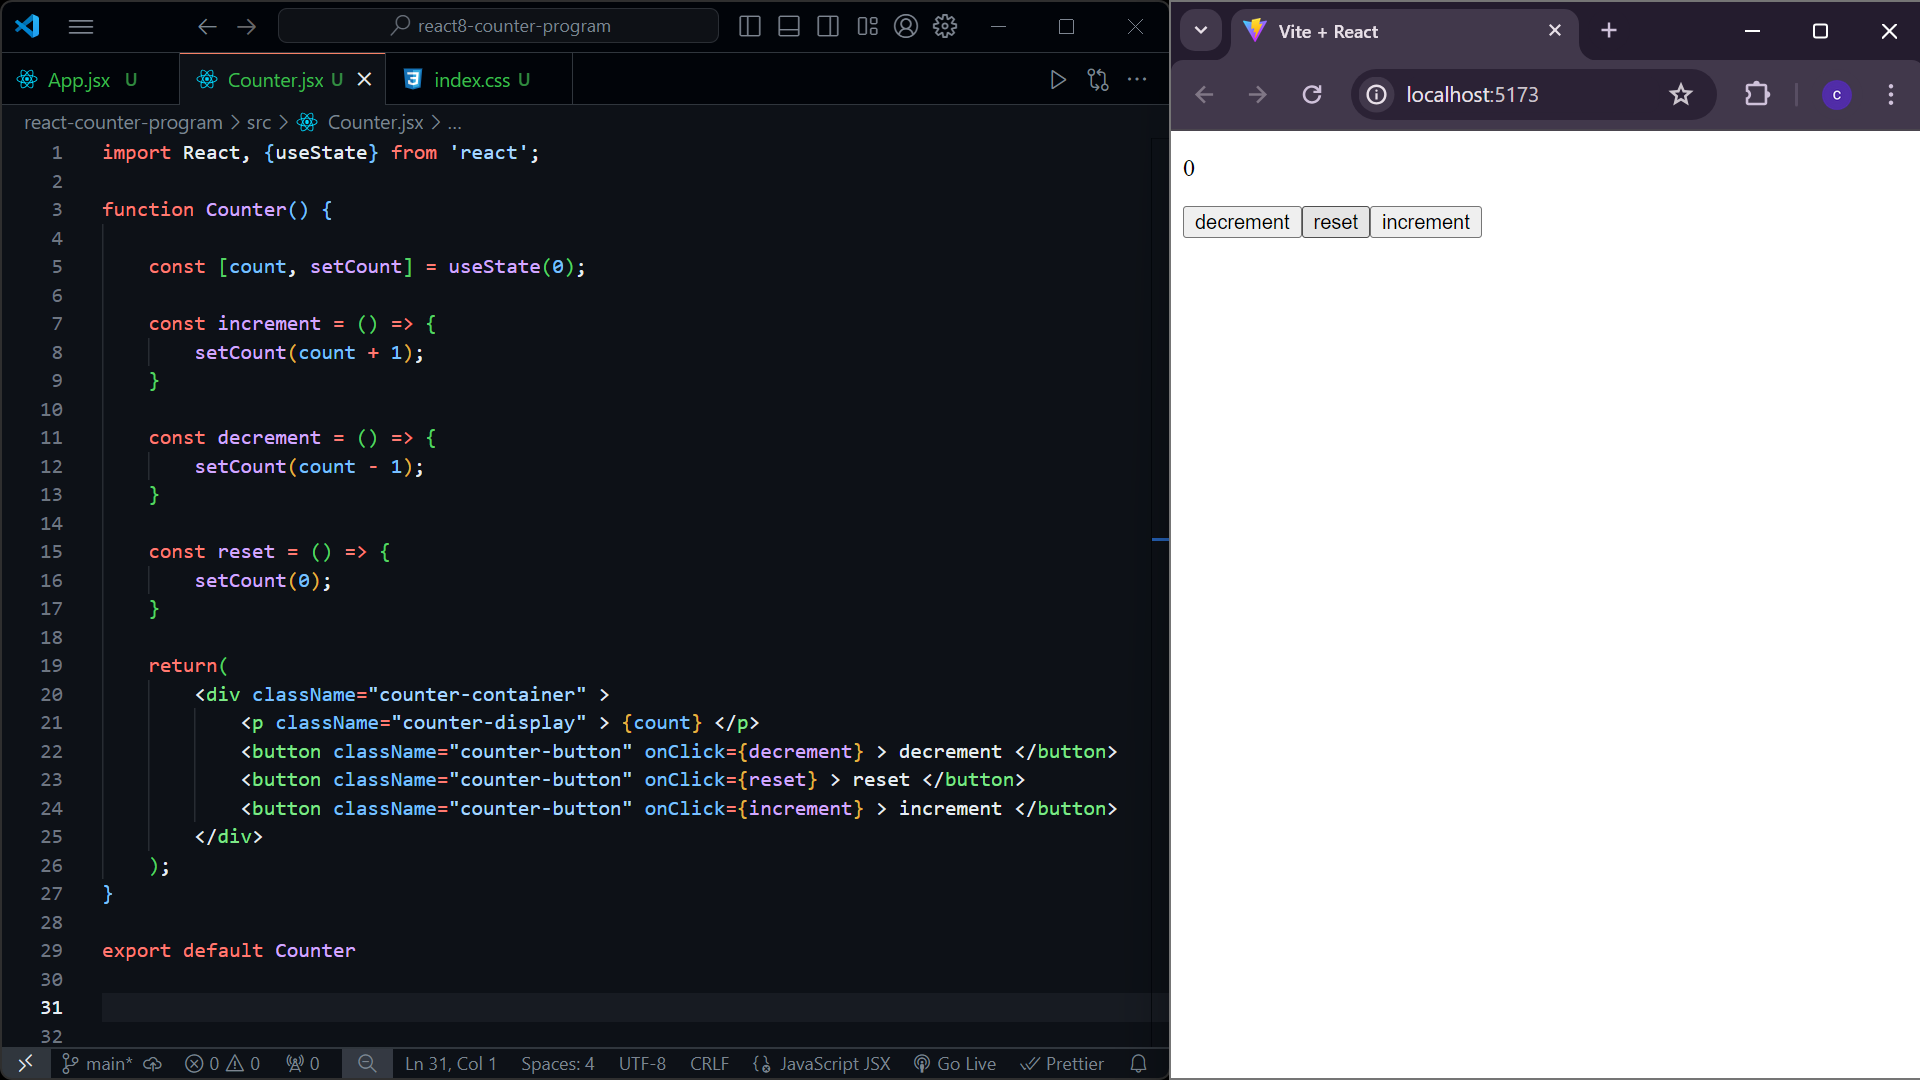 react8-counter-program
App.jsx U
Counter.jsx U
index.css U
react-counter-program > src > Counter.jsx > ...
1 import React, {useState} from 'react';
2
3 function Counter() {
4
5 const [count, setCount] = useState(0);
6
7 const increment = () => {
8 setCount(count + 1);
9 }
10
11 const decrement = () => {
12 setCount(count - 1);
13 }
14
15 const reset = () => {
16 setCount(0);
17 }
18
19 return(
20 <div className="counter-container" >
21 <p className="counter-display" > {count} </p>
22 <button className="counter-button" onClick={decrement} > decrement </button>
23 <button className="counter-button" onClick={reset} > reset </button>
24 <button className="counter-button" onClick={increment} > increment </button>
25 </div>
26 );
27 }
28
29 export default Counter
30
31
32
main* 0 0 0 Ln 31, Col 1 Spaces: 4 UTF-8 CRLF JavaScript JSX Go Live Prettier
Vite + React
localhost:5173
c
0
decrement reset increment